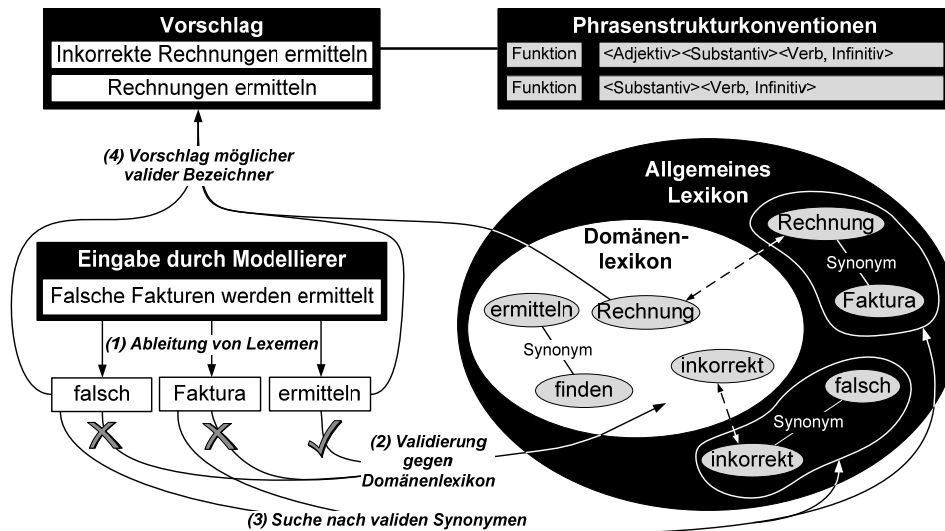 Vorschlag
Inkorrekte Rechnungen ermitteln
Rechnungen ermitteln
Phrasenstrukturkonventionen
Funktion <Adjektiv><Substantiv><Verb, Infinitiv>
Funktion <Substantiv><Verb, Infinitiv>
(4) Vorschlag möglicher
valider Bezeichner
Allgemeines
Lexikon
Domänen-
lexikon
Rechnung
Synonym
Faktura
ermitteln
Rechnung
Synonym
finden
inkorrekt
falsch
Synonym
inkorrekt
Eingabe durch Modellierer
Falsche Fakturen werden ermittelt
(1) Ableitung von Lexemen
falsch
Faktura
ermitteln
(2) Validierung
gegen
Domänenlexikon
(3) Suche nach validen Synonymen